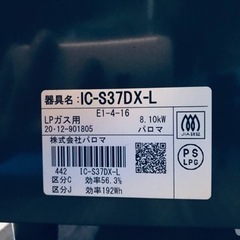 器具名：IC-S37DX-L
E1-4-16
LPガス用 8.10kW
20・12-901805 パロマ
株式会社パロマ
442 IC-S37DX-L
区分C 効率56.3%
区分J 効率192Wh
PS
LPG